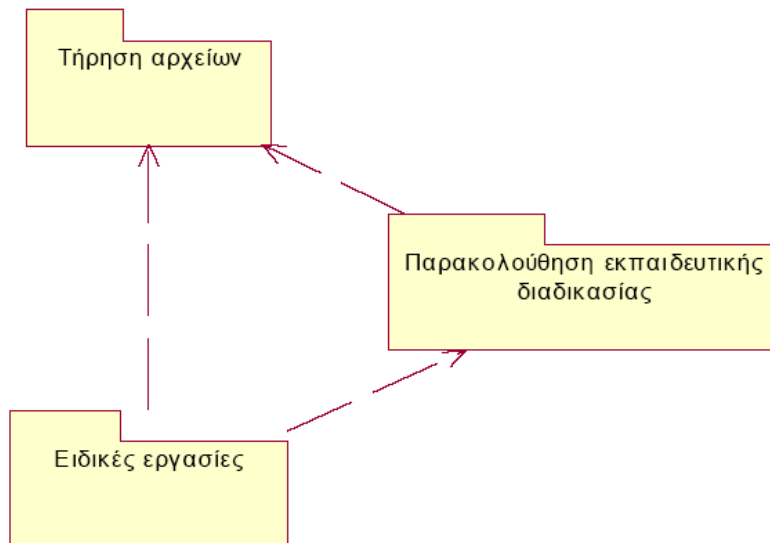 Τήρηση αρχείων
Παρακολούθηση εκπαιδευτικής
διαδικασίας
Ειδικές εργασίες